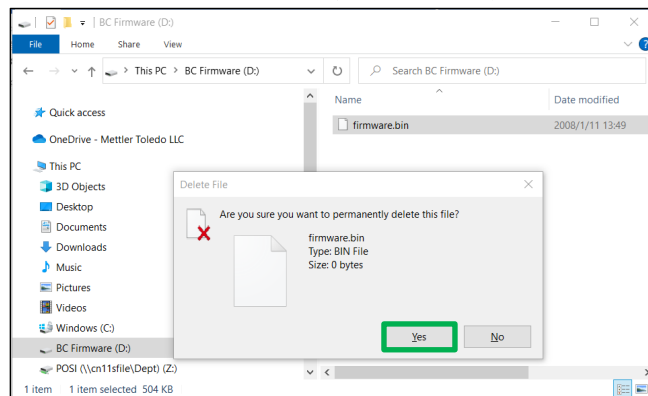 BC Firmware (D:)
File Home Share View
This PC > BC Firmware (D:)
Search BC Firmware (D:)
Name Date modified
firmware.bin 2008/1/11 13:49
Quick access
OneDrive - Mettler Toledo LLC
This PC
3D Objects
Desktop
Documents
Downloads
Music
Pictures
Videos
Windows (C:)
BC Firmware (D:)
POSI (\\cn11sfile\Dept) (Z:)
Delete File
Are you sure you want to permanently delete this file?
firmware.bin
Type: BIN File
Size: 0 bytes
Yes No
1 item 1 item selected 504 KB